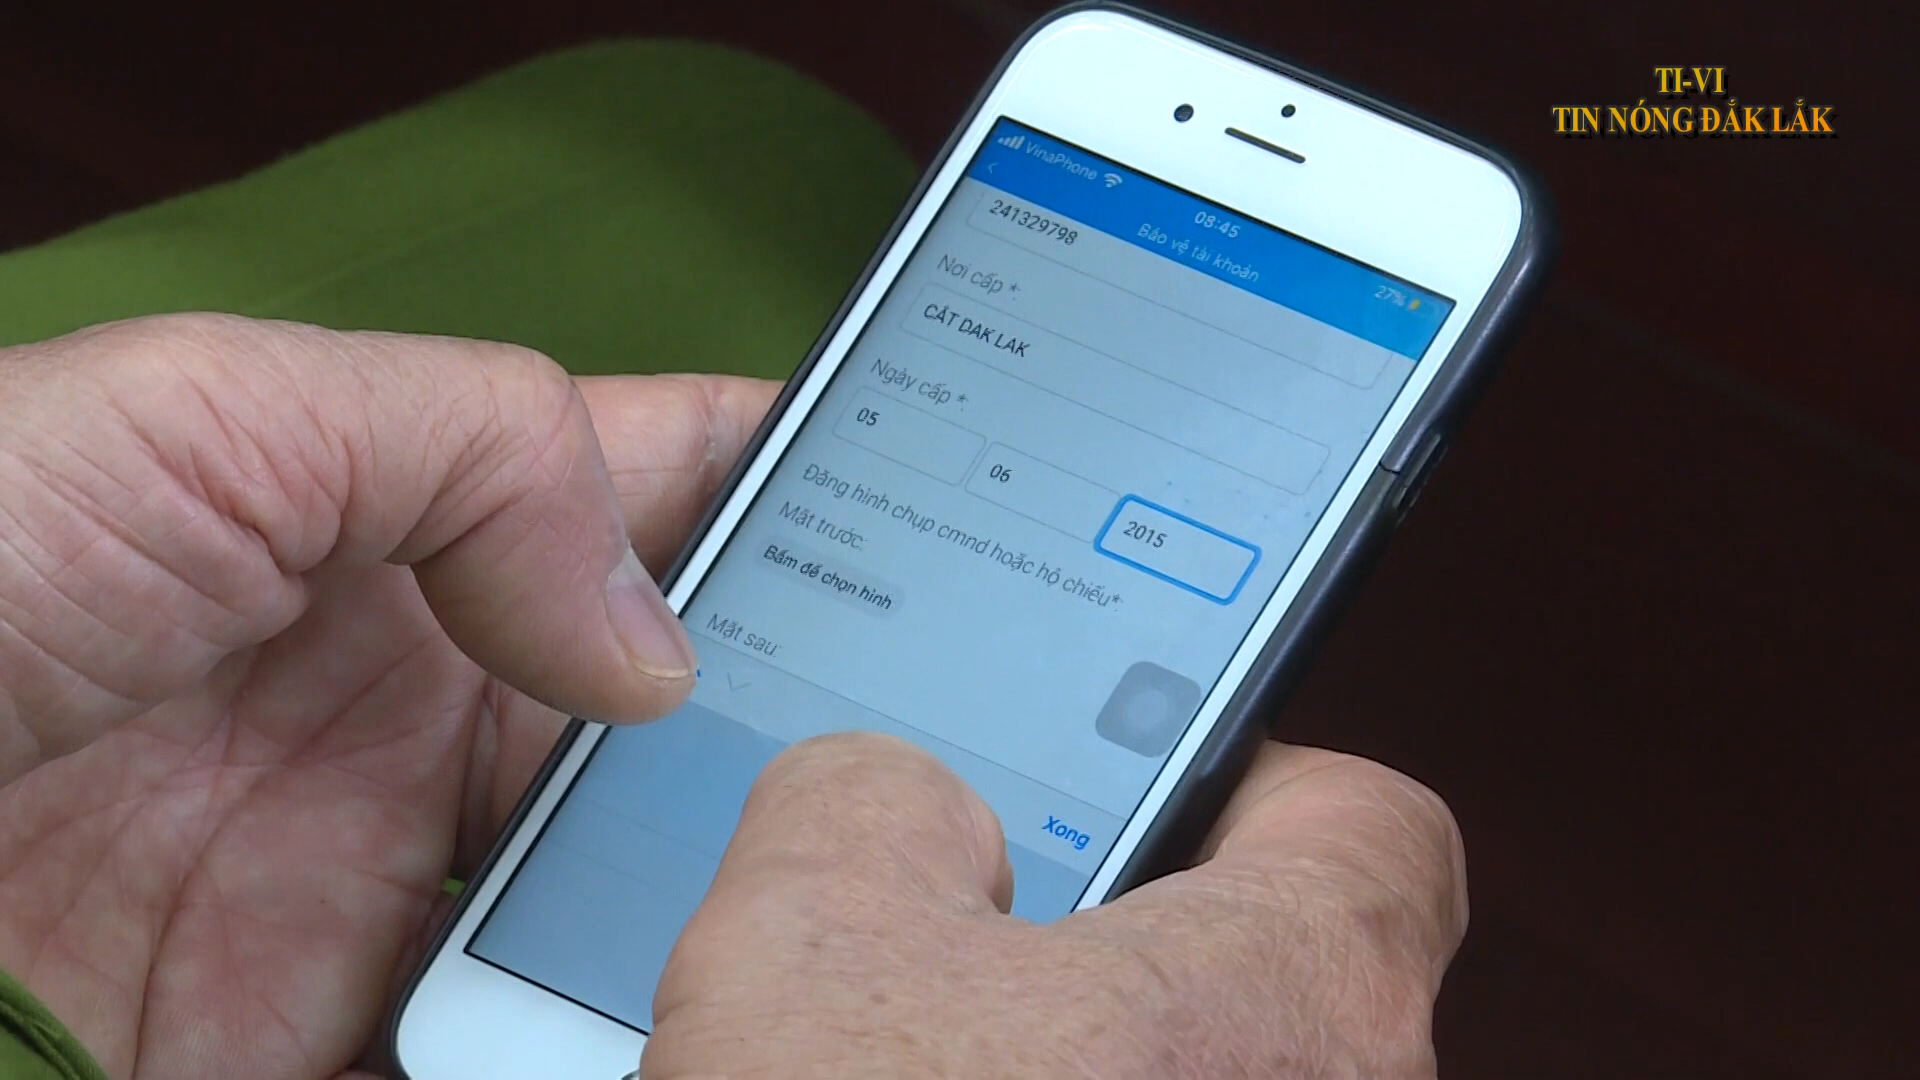 TI-VI
TIN NÓNG ĐẮK LẮK
VinaPhone
08:45
27%
Bảo vệ tài khoản
241329798
Nơi cấp *:
CAT DAK LAK
Ngày cấp *:
05
06
2015
Đăng hình chụp cmnd hoặc hộ chiếu*:
Mặt trước:
Bấm để chọn hình
Mặt sau:
Xong